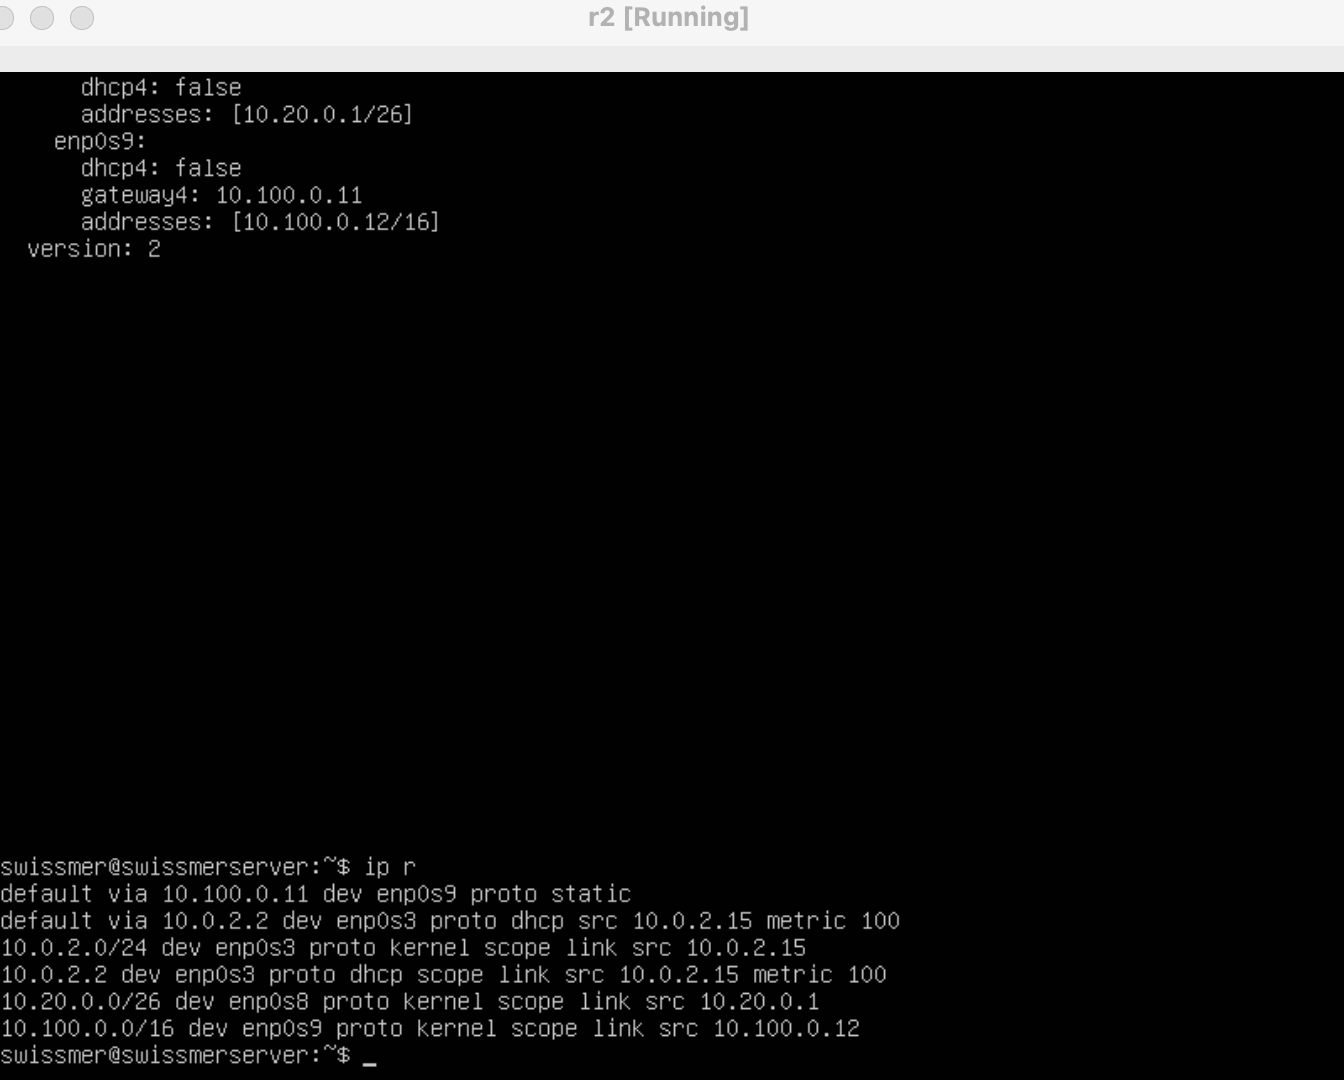 r2 [Running]
dhcp4: false
addresses: [10.20.0.1/26]
enp0s9:
dhcp4: false
gateway4: 10.100.0.11
addresses: [10.100.0.12/16]
version: 2
swissmer@swissmerserver:~$ ip r
default via 10.100.0.11 dev enp0s9 proto static
default via 10.0.2.2 dev enp0s3 proto dhcp src 10.0.2.15 metric 100
10.0.2.0/24 dev enp0s3 proto kernel scope link src 10.0.2.15
10.0.2.2 dev enp0s3 proto dhcp scope link src 10.0.2.15 metric 100
10.20.0.0/26 dev enp0s8 proto kernel scope link src 10.20.0.1
10.100.0.0/16 dev enp0s9 proto kernel scope link src 10.100.0.12
swissmer@swissmerserver:~$ _